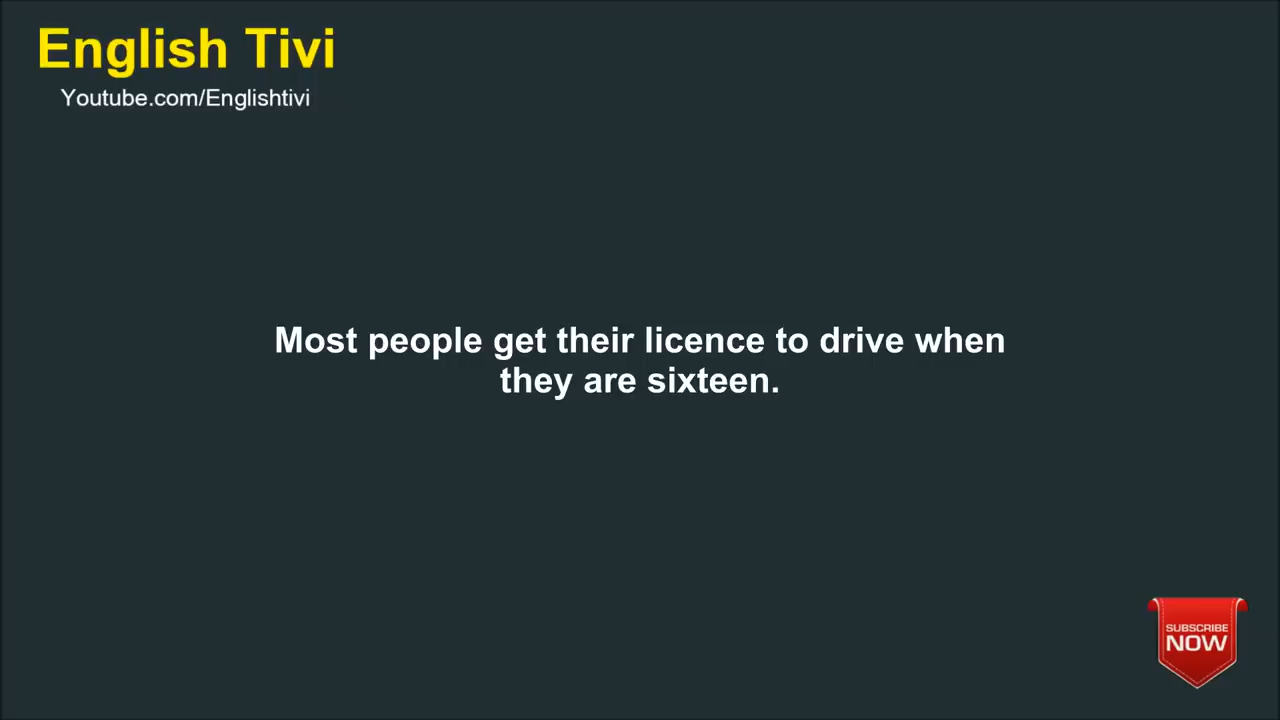 English Tivi
Youtube.com/Englishtivi
Most people get their licence to drive when
they are sixteen.
SUBSCRIBE
NOW